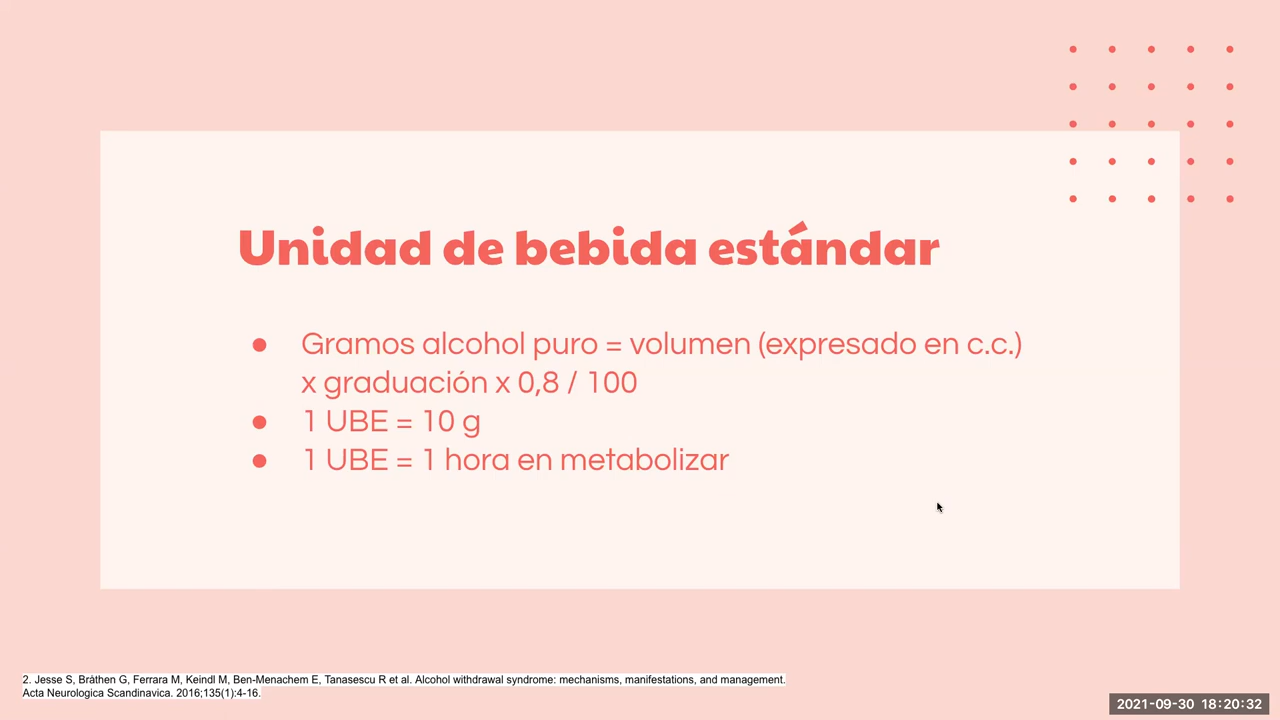 Unidad de bebida estándar
● Gramos alcohol puro = volumen (expresado en c.c.)
x graduación x 0,8 / 100
● 1 UBE = 10 g
● 1 UBE = 1 hora en metabolizar
2. Jesse S, Bråthen G, Ferrara M, Keindl M, Ben-Menachem E, Tanasescu R et al. Alcohol withdrawal syndrome: mechanisms, manifestations, and management.
Acta Neurologica Scandinavica. 2016;135(1):4-16.
2021-09-30 18:20:32